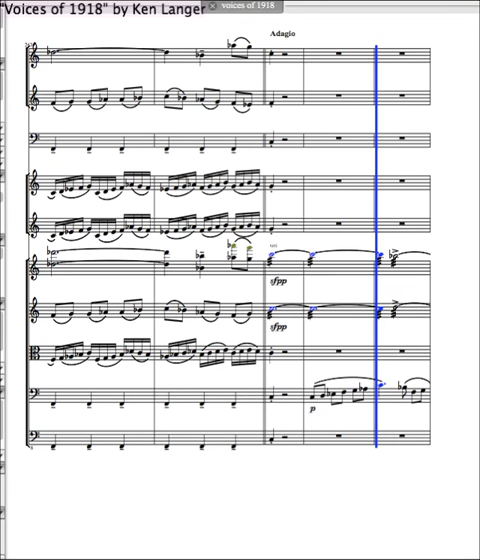 Voices of 1918" by Ken Langer
voices of 1918
Adagio
sfpp
sfpp
p